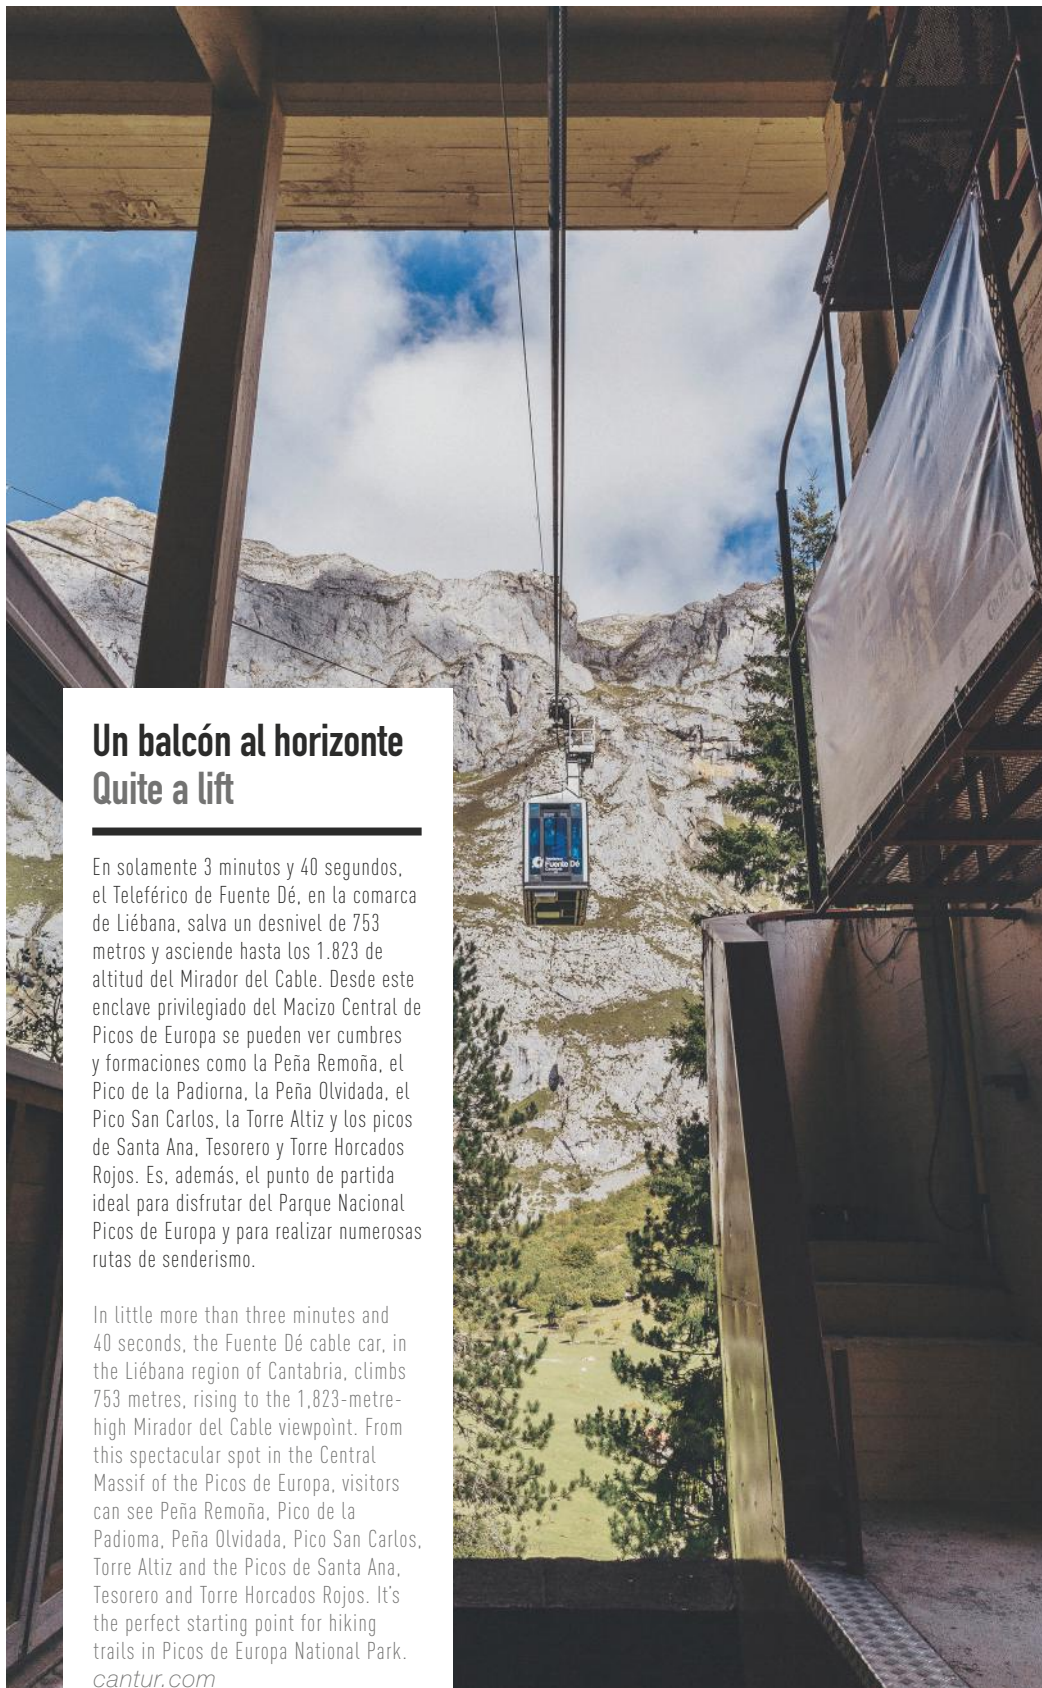 Un balcón al horizonte
Quite a lift
En solamente 3 minutos y 40 segundos,
el Teleférico de Fuente Dé, en la comarca
de Liébana, salva un desnivel de 753
metros y asciende hasta los 1.823 de
altitud del Mirador del Cable. Desde este
enclave privilegiado del Macizo Central de
Picos de Europa se pueden ver cumbres
y formaciones como la Peña Remoña, el
Pico de la Padiorna, la Peña Olvidada, el
Pico San Carlos, la Torre Altiz y los picos
de Santa Ana, Tesorero y Torre Horcados
Rojos. Es, además, el punto de partida
ideal para disfrutar del Parque Nacional
Picos de Europa y para realizar numerosas
rutas de senderismo.
In little more than three minutes and
40 seconds, the Fuente Dé cable car, in
the Liébana region of Cantabria, climbs
753 metres, rising to the 1,823-metre-
high Mirador del Cable viewpoint. From
this spectacular spot in the Central
Massif of the Picos de Europa, visitors
can see Peña Remoña, Pico de la
Padioma, Peña Olvidada, Pico San Carlos,
Torre Altiz and the Picos de Santa Ana,
Tesorero and Torre Horcados Rojos. It's
the perfect starting point for hiking
trails in Picos de Europa National Park.
cantur.com
Fuente Dé